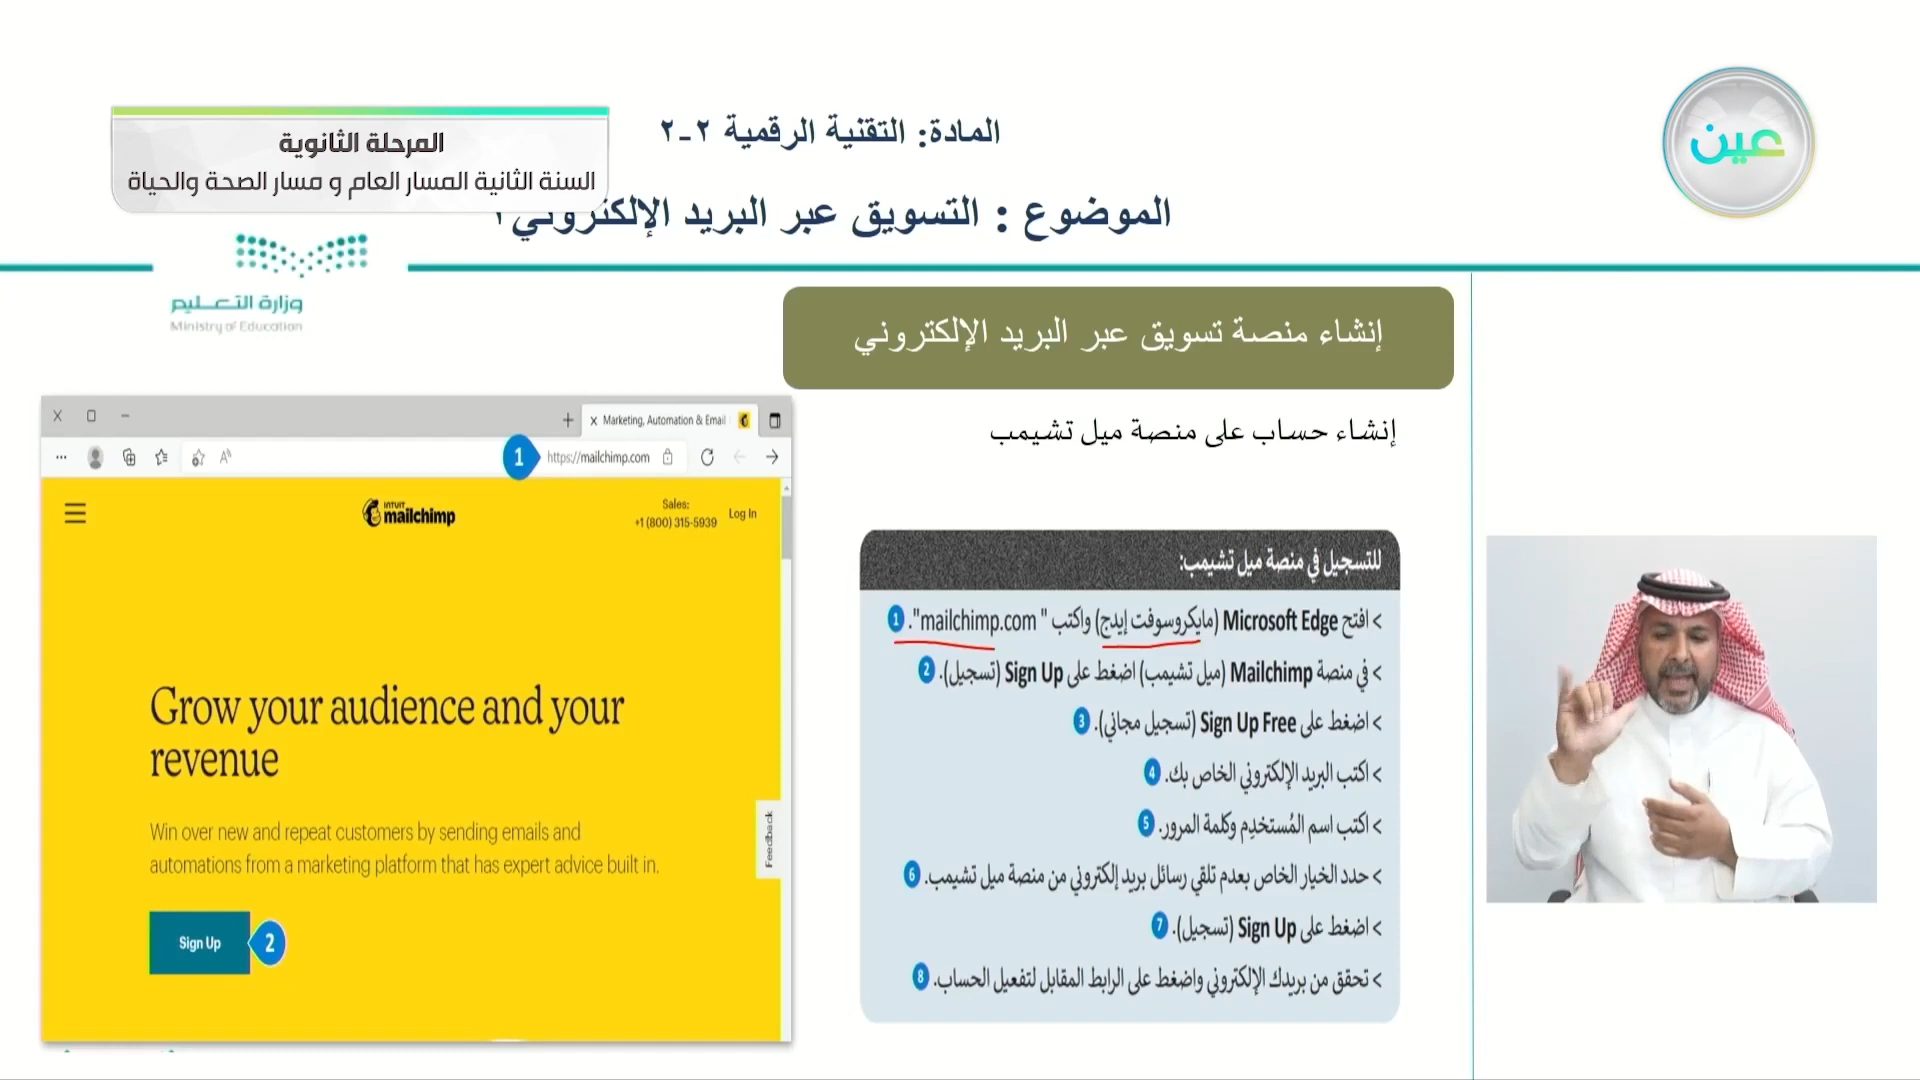 عين
المادة: التقنية الرقمية ٢-٢
المرحلة الثانوية
السنة الثانية المسار العام و مسار الصحة والحياة
الموضوع : التسويق عبر البريد الإلكتروني
وزارة التعليم
Ministry of Education
إنشاء منصة تسويق عبر البريد الإلكتروني
إنشاء حساب على منصة ميل تشيمب
للتسجيل في منصة ميل تشيمب:
> افتح Microsoft Edge (مايكروسوفت إيدج) واكتب " mailchimp.com". 1
> في منصة Mailchimp (ميل تشيمب) اضغط على Sign Up (تسجيل). 2
> اضغط على Sign Up Free (تسجيل مجاني). 3
> اكتب البريد الإلكتروني الخاص بك. 4
> اكتب اسم المُستخدِم وكلمة المرور. 5
> حدد الخيار الخاص بعدم تلقي رسائل بريد إلكتروني من منصة ميل تشيمب. 6
> اضغط على Sign Up (تسجيل). 7
> تحقق من بريدك الإلكتروني واضغط على الرابط المقابل لتفعيل الحساب. 8
Marketing, Automation & Email
1 https://mailchimp.com
INTUIT
mailchimp
Sales:
+1 (800) 315-5939
Log In
Grow your audience and your
revenue
Win over new and repeat customers by sending emails and
automations from a marketing platform that has expert advice built in.
Feedback
Sign Up 2